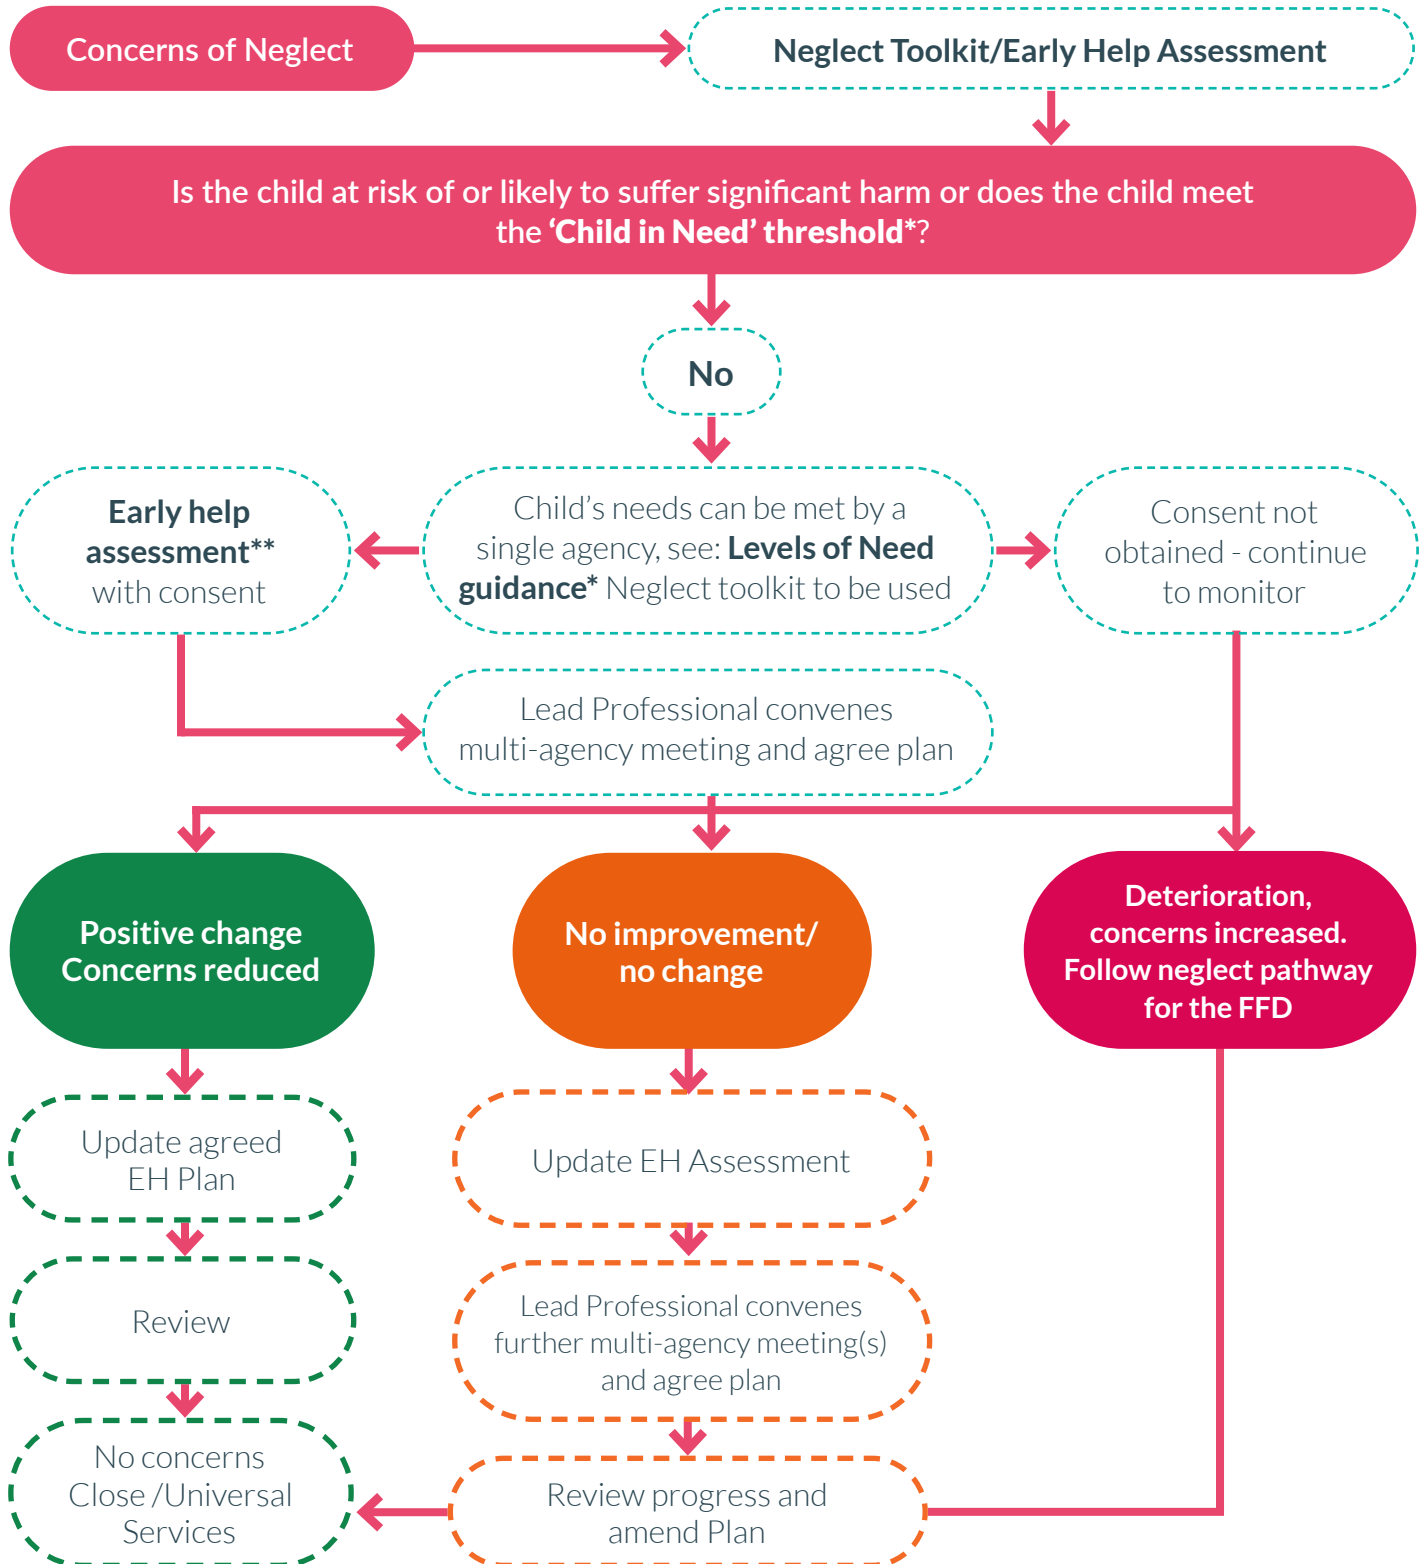 Concerns of Neglect
Neglect Toolkit/Early Help Assessment
Is the child at risk of or likely to suffer significant harm or does the child meet
the ‘Child in Need’ threshold*?
No
Early help
assessment**
with consent
Child’s needs can be met by a
single agency, see: Levels of Need
guidance* Neglect toolkit to be used
Consent not
obtained - continue
to monitor
Lead Professional convenes
multi-agency meeting and agree plan
Positive change
Concerns reduced
No improvement/
no change
Deterioration,
concerns increased.
Follow neglect pathway
for the FFD
Update agreed
EH Plan
Update EH Assessment
Review
Lead Professional convenes
further multi-agency meeting(s)
and agree plan
No concerns
Close /Universal
Services
Review progress and
amend Plan